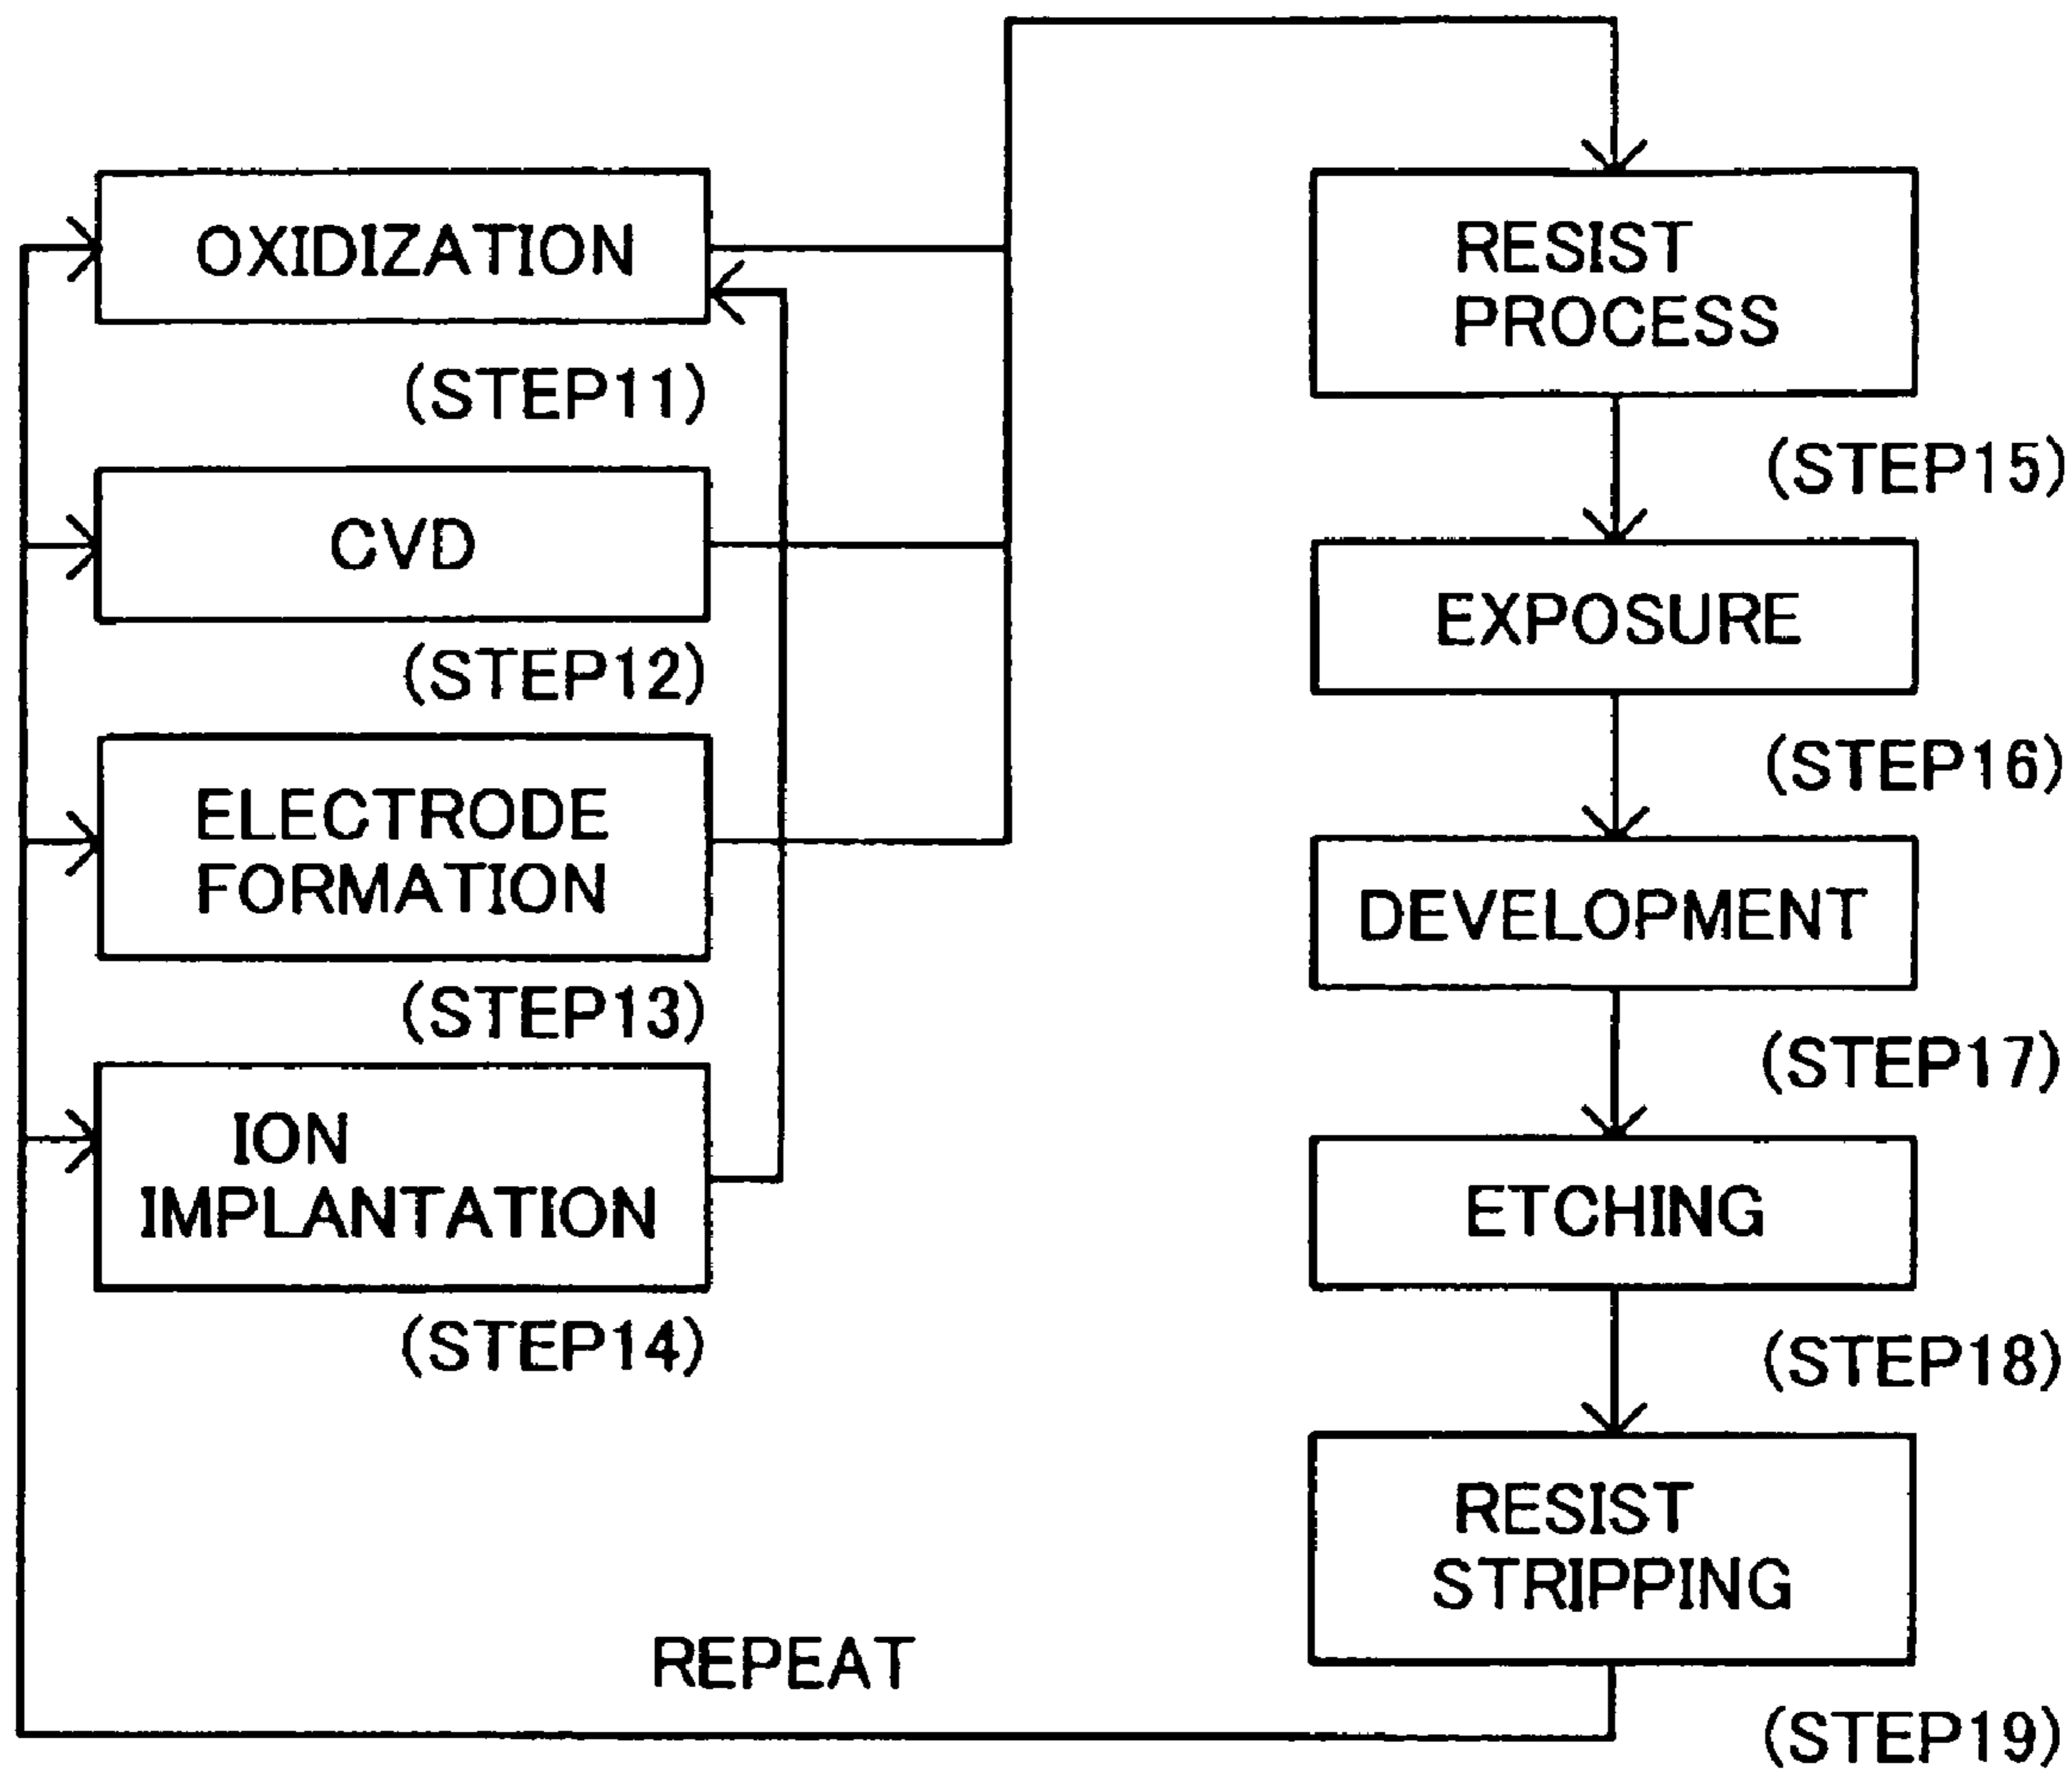 OXIDIZATION
(STEP11)
CVD
(STEP12)
ELECTRODE
FORMATION
(STEP13)
ION
IMPLANTATION
(STEP14)
RESIST
PROCESS
(STEP15)
EXPOSURE
(STEP16)
DEVELOPMENT
(STEP17)
ETCHING
(STEP18)
RESIST
STRIPPING
(STEP19)
REPEAT